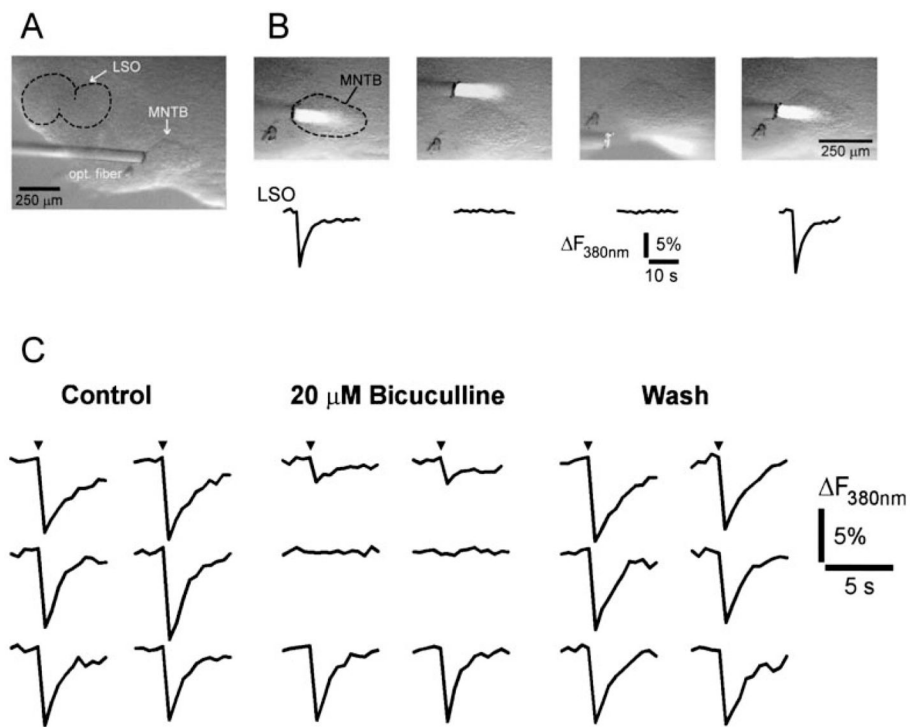 A
LSO
MNTB
opt. fiber
250 μm
B
MNTB
250 μm
LSO
ΔF380nm
5%
10 s
C
Control
20 μM Bicuculline
Wash
ΔF380nm
5%
5 s